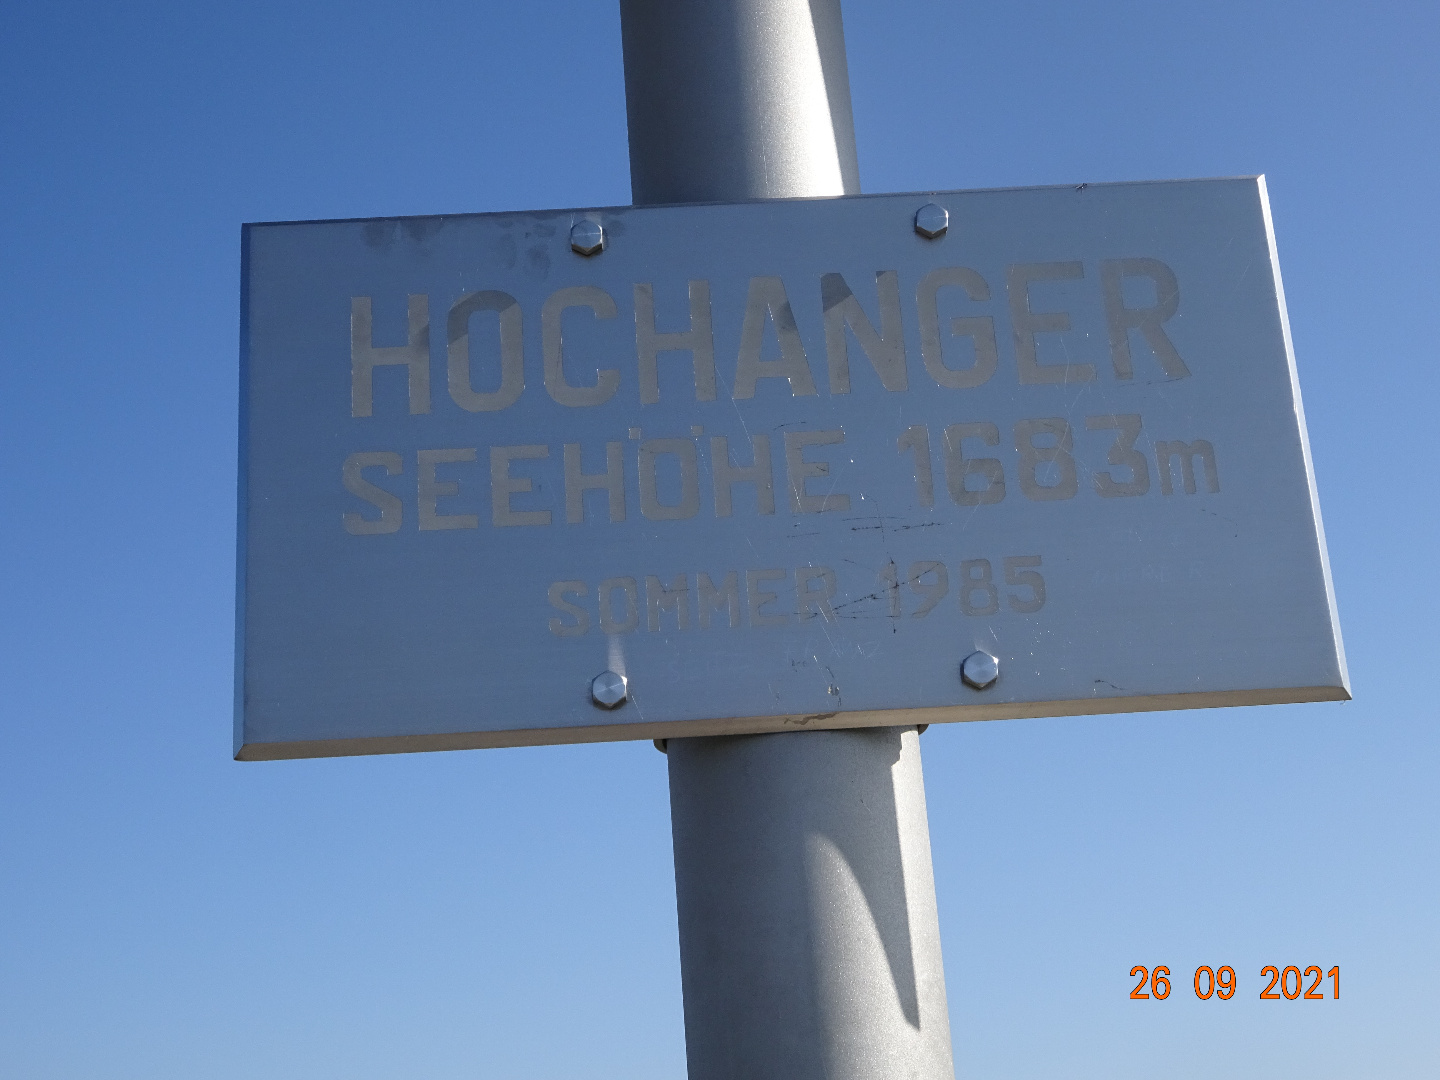 HOCHANGER
SEEHÖHE 1683m
SOMMER 1985
26 09 2021